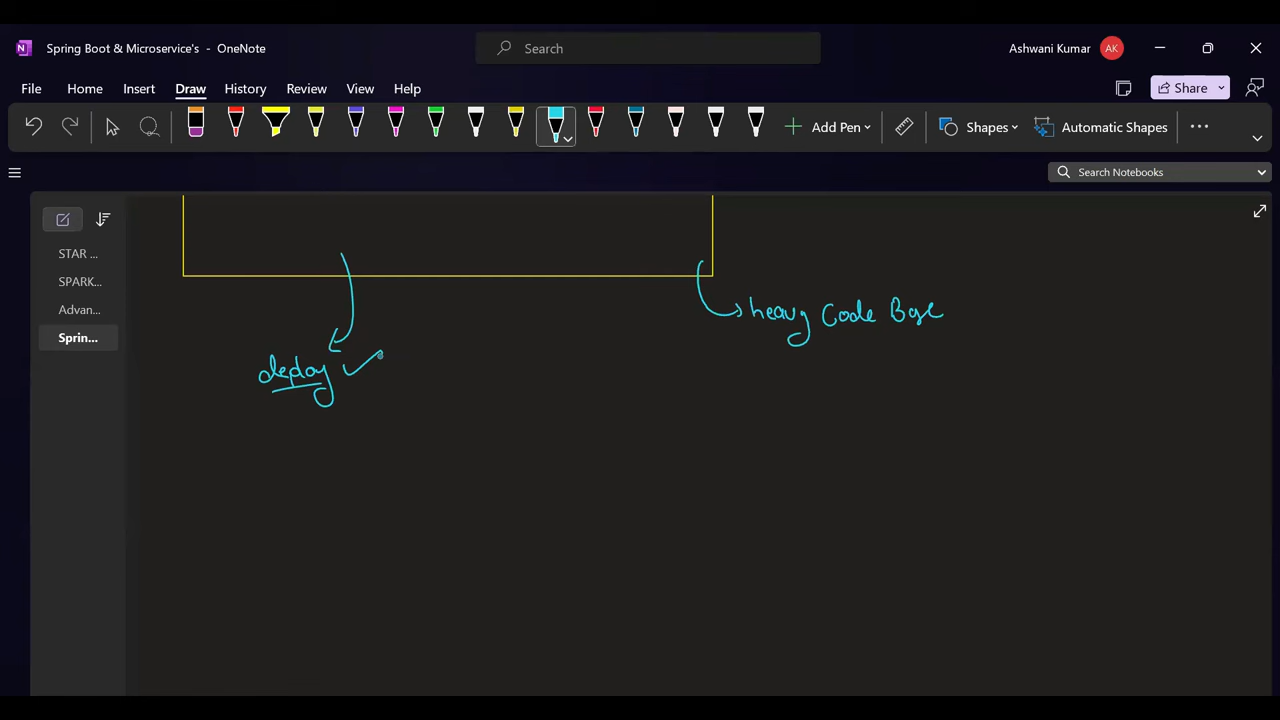 Spring Boot & Microservice's - OneNote
Search
Ashwani Kumar
AK
File
Home
Insert
Draw
History
Review
View
Help
Share
Add Pen
Shapes
Automatic Shapes
Search Notebooks
STAR ...
SPARK...
Advan...
Sprin...
heavy Code Base
deploy